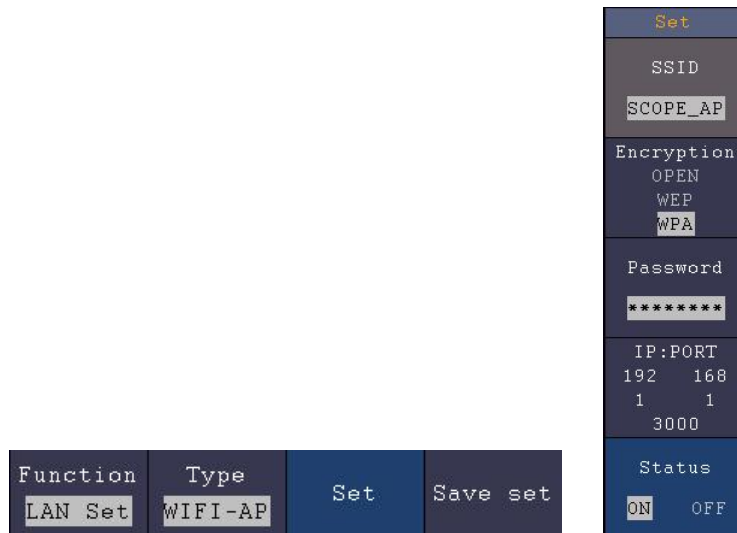 Set
SSID
SCOPE_AP
Encryption
OPEN
WEP
WPA
Password
********
IP:PORT
192 168
1 1
3000
Status
ON OFF
Function Type Set Save set
LAN Set WIFI-AP